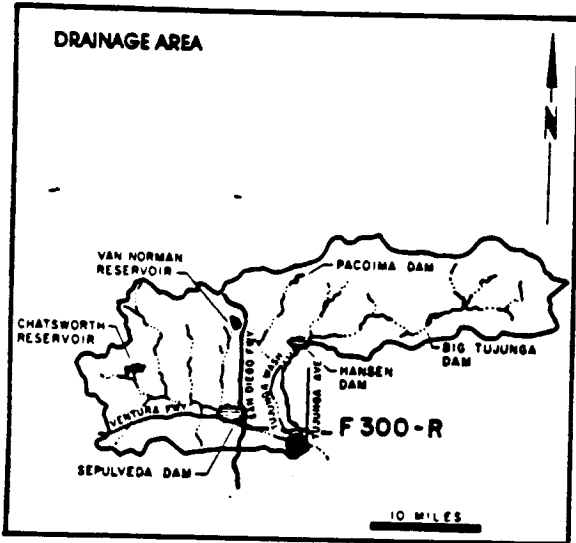 DRAINAGE AREA
N
VAN NORMAN
RESERVOIR
PACOIMA DAM
CHATSWORTH
RESERVOIR
SAN DIEGO FWY
TUJUNGA WASH
TUJUNGA AVE
BIG TUJUNGA
DAM
HANSEN
DAM
VENTURA FWY
F 300-R
SEPULVEDA DAM
10 MILES